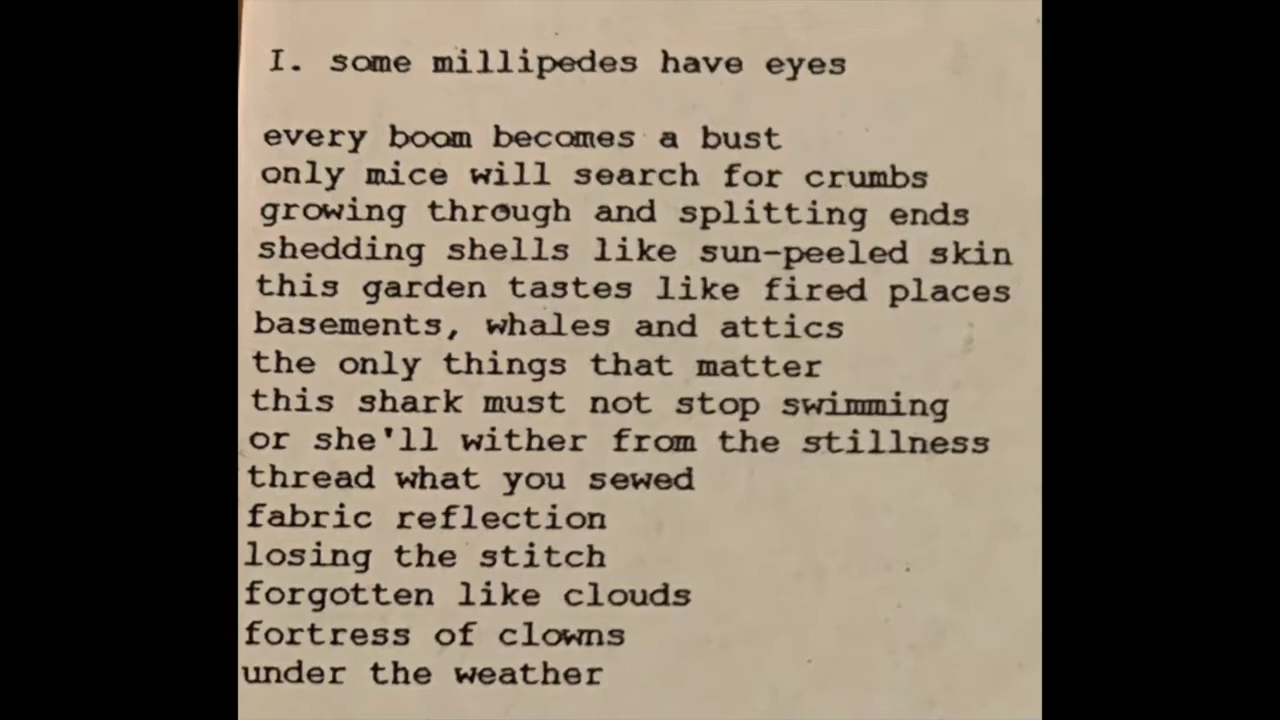 I. some millipedes have eyes
every boom becomes a bust
only mice will search for crumbs
growing through and splitting ends
shedding shells like sun-peeled skin
this garden tastes like fired places
basements, whales and attics
the only things that matter
this shark must not stop swimming
or she'll wither from the stillness
thread what you sewed
fabric reflection
losing the stitch
forgotten like clouds
fortress of clowns
under the weather